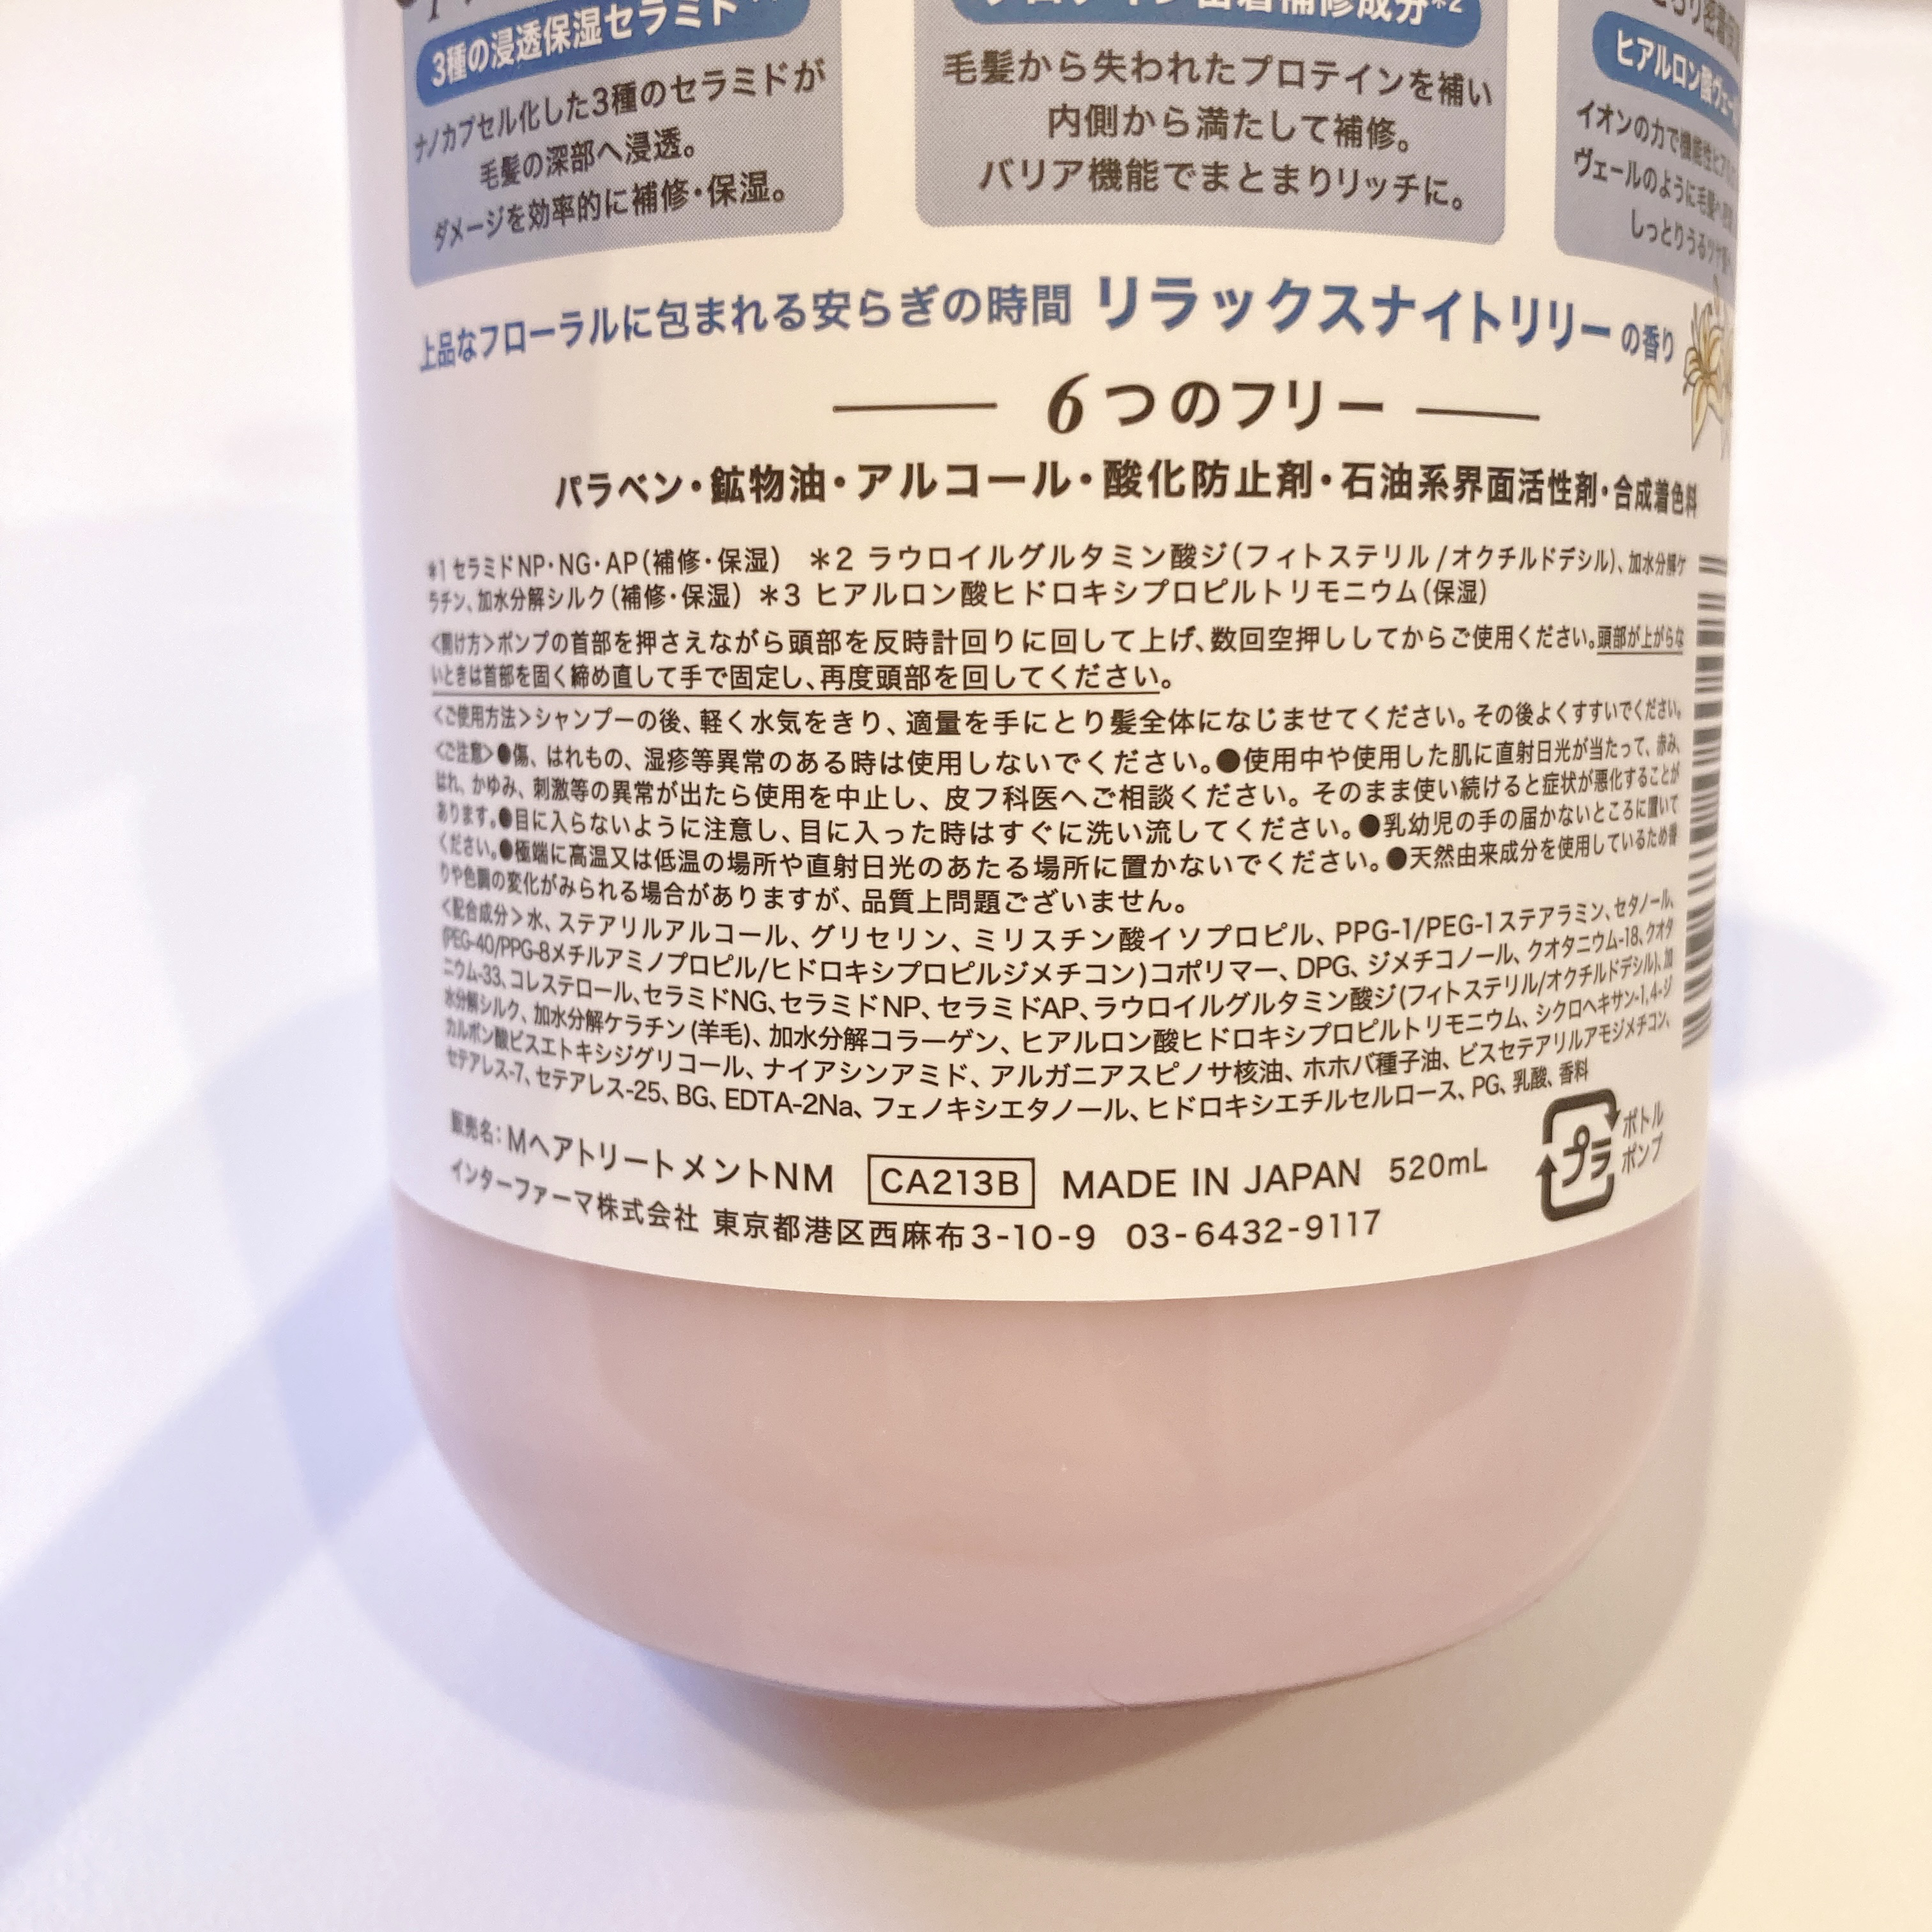 3種の浸透保湿セラミド
ナノカプセル化した3種のセラミドが
毛髪の深部へ浸透。
ダメージを効率的に補修・保湿。
密着補修成分*2
毛髪から失われたプロテインを補い
内側から満たして補修。
バリア機能でまとまりリッチに。
ヒアルロン酸ヴェー
イオンの力で機能性ヒア
ヴェールのように毛髪
しっとりうるツヤ
上品なフローラルに包まれる安らぎの時間 リラックスナイトリリーの香り
6つのフリー
パラベン・鉱物油・アルコール・酸化防止剤・石油系界面活性剤・合成着色料
*1 セラミドNP・NG・AP(補修・保湿) *2 ラウロイルグルタミン酸ジ(フィトステリル/オクチルドデシル)、加水分解ケ
ラチン、加水分解シルク(補修・保湿) *3 ヒアルロン酸ヒドロキシプロピルトリモニウム(保湿)
<開け方>ポンプの首部を押さえながら頭部を反時計回りに回して上げ、数回空押ししてからご使用ください。頭部が上がらな
いときは首部を固く締め直して手で固定し、再度頭部を回してください。
<ご使用方法>シャンプーの後、軽く水気をきり、適量を手にとり髪全体になじませてください。その後よくすすいでください。
<ご注意>●傷、はれもの、湿疹等異常のある時は使用しないでください。●使用中や使用した肌に直射日光が当たって、赤み、
はれ、かゆみ、刺激等の異常が出たら使用を中止し、皮フ科医へご相談ください。そのまま使い続けると症状が悪化することが
あります。●目に入らないように注意し、目に入った時はすぐに洗い流してください。●乳幼児の手の届かないところに置いて
ください。●極端に高温又は低温の場所や直射日光のあたる場所に置かないでください。●天然由来成分を使用しているため香
りや色調の変化がみられる場合がありますが、品質上問題ございません。
<配合成分>水、ステアリルアルコール、グリセリン、ミリスチン酸イソプロピル、PPG-1/PEG-1ステアラミン、セタノール、
(PEG-40/PPG-8メチルアミノプロピル/ヒドロキシプロピルジメチコン)コポリマー、DPG、ジメチコノール、クオタニウム-18、クオタ
ニウム-33、コレステロール、セラミドNG、セラミドNP、セラミドAP、ラウロイルグルタミン酸ジ(フィトステリル/オクチルドデシル)、加
水分解シルク、加水分解ケラチン(羊毛)、加水分解コラーゲン、ヒアルロン酸ヒドロキシプロピルトリモニウム、シクロヘキサン-1,4-ジ
カルボン酸ビスエトキシジグリコール、ナイアシンアミド、アルガニアスピノサ核油、ホホバ種子油、ビスセテアリルアモジメチコン、
セテアレス-7、セテアレス-25、BG、EDTA-2Na、フェノキシエタノール、ヒドロキシエチルセルロース、PG、乳酸、香料
販売名：MヘアトリートメントNM CA213B MADE IN JAPAN 520mL
プラ
ボトル
ポンプ
インターファーマ株式会社 東京都港区西麻布3-10-9 03-6432-9117